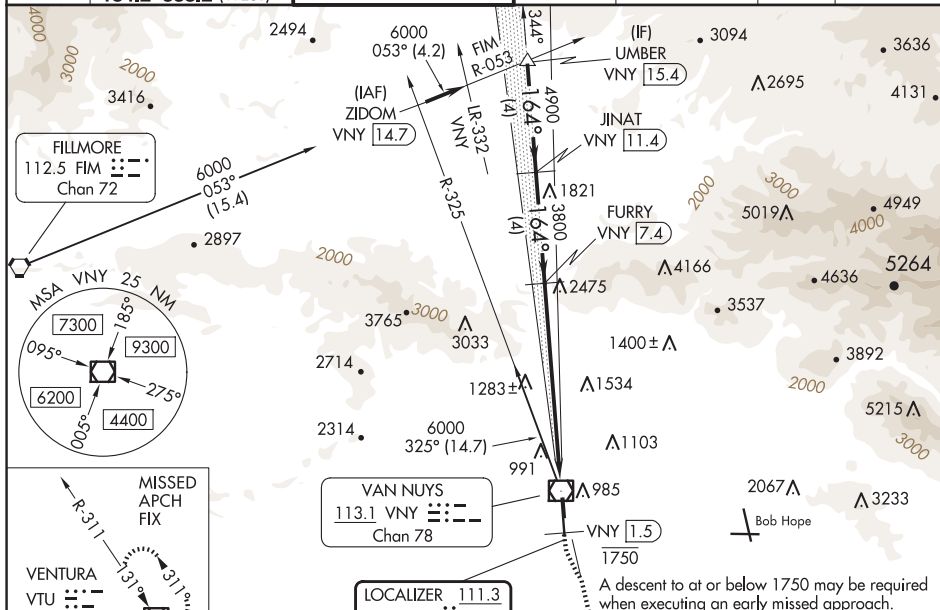 4000
3000
2000
3416
2494
6000
053° (4.2)
FIM
R-053
344°
(IF)
UMBER
VNY 15.4
3094
3636
2695
4131
(IAF)
ZIDOM
VNY 14.7
LR-332
VNY
164°
(4)
4900
JINAT
VNY 11.4
FILLMORE
112.5 FIM
Chan 72
6000
053°
(15.4)
R-325
1821
2000
3000
5019
4949
4000
164°
(4)
3800
FURRY
VNY 7.4
2897
2000
4166
4636
5264
2475
3537
MSA VNY 25 NM
7300
185°
9300
095°
275°
6200
4400
005°
3765
3000
3033
1400 ±
3892
2714
1283 ±
1534
2000
5215
3000
2314
6000
325° (14.7)
1103
991
VAN NUYS
113.1 VNY
Chan 78
985
2067
3233
Bob Hope
VNY 1.5
1750
MISSED
APCH
FIX
R-311
131°
311°
VENTURA
VTU
LOCALIZER 111.3
A descent to at or below 1750 may be required
when executing an early missed approach.